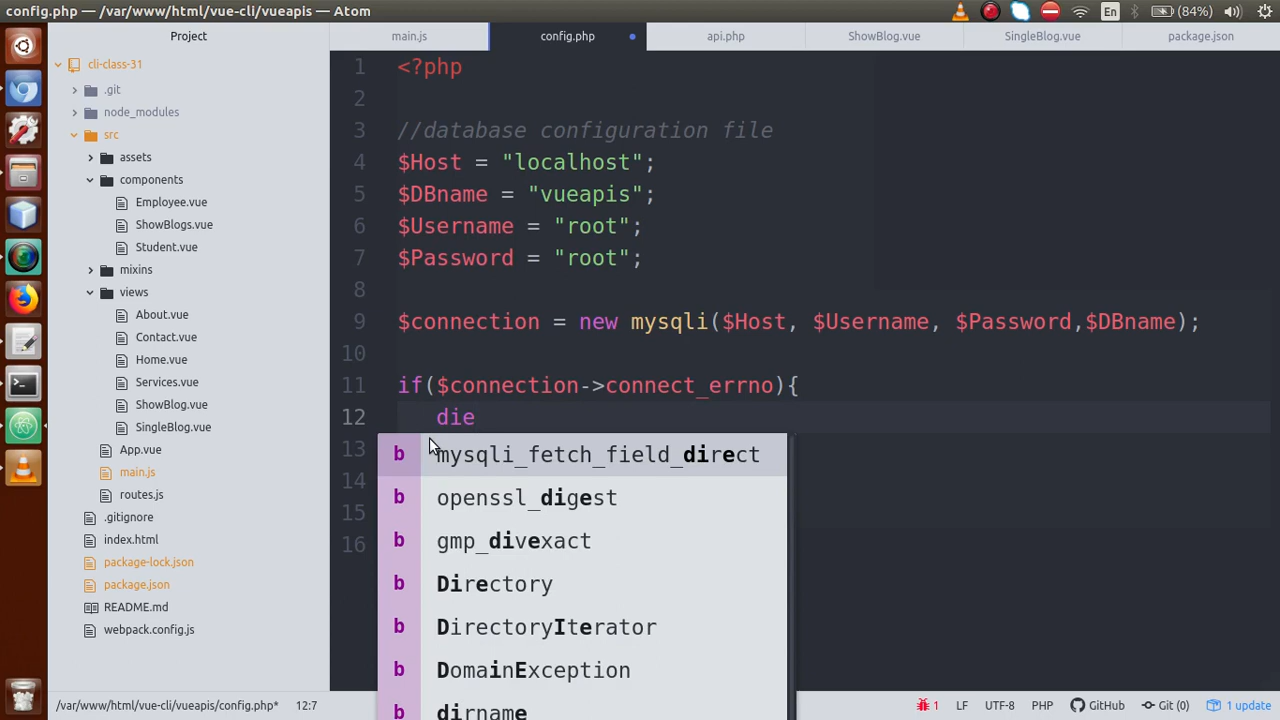 config.php — /var/www/html/vue-cli/vueapis — Atom
En
(84%)
Project
main.js
config.php
api.php
ShowBlog.vue
SingleBlog.vue
package.json
cli-class-31
.git
node_modules
src
assets
components
Employee.vue
ShowBlogs.vue
Student.vue
mixins
views
About.vue
Contact.vue
Home.vue
Services.vue
ShowBlog.vue
SingleBlog.vue
App.vue
main.js
routes.js
.gitignore
index.html
package-lock.json
package.json
README.md
webpack.config.js
1 <?php
2
3 //database configuration file
4 $Host = "localhost";
5 $DBname = "vueapis";
6 $Username = "root";
7 $Password = "root";
8
9 $connection = new mysqli($Host, $Username, $Password,$DBname);
10
11 if($connection->connect_errno){
12 die
13
14
15
16
b mysqli_fetch_field_direct
b openssl_digest
b gmp_divexact
b Directory
b DirectoryIterator
b DomainException
b dirname
/var/www/html/vue-cli/vueapis/config.php* 12:7
1 LF UTF-8 PHP GitHub Git (0) 1 update